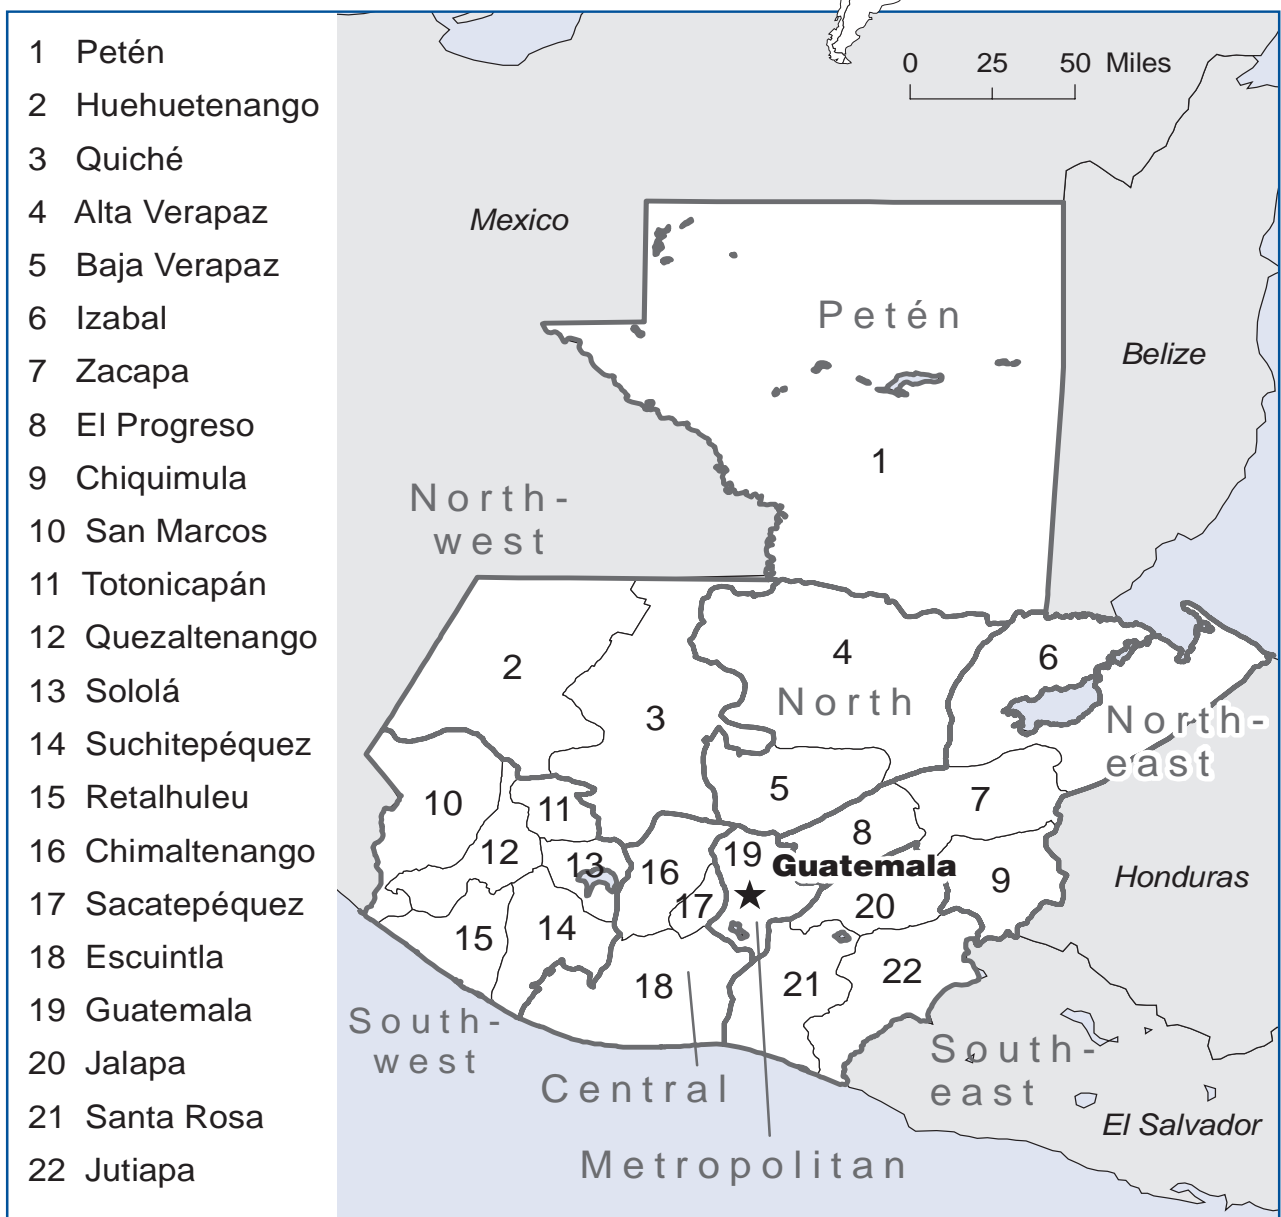 1 Petén
2 Huehuetenango
3 Quiché
4 Alta Verapaz
5 Baja Verapaz
6 Izabal
7 Zacapa
8 El Progreso
9 Chiquimula
10 San Marcos
11 Totonicapán
12 Quezaltenango
13 Sololá
14 Suchitepéquez
15 Retalhuleu
16 Chimaltenango
17 Sacatepéquez
18 Escuintla
19 Guatemala
20 Jalapa
21 Santa Rosa
22 Jutiapa
0 25 50 Miles
Mexico
Petén
Belize
1
North-
west
2
3
4
North
6
North-
east
5
7
10
11
12
13
8
19
Guatemala
16
17
9
Honduras
20
14
15
18
21
22
South-
west
Central
South-
east
El Salvador
Metropolitan